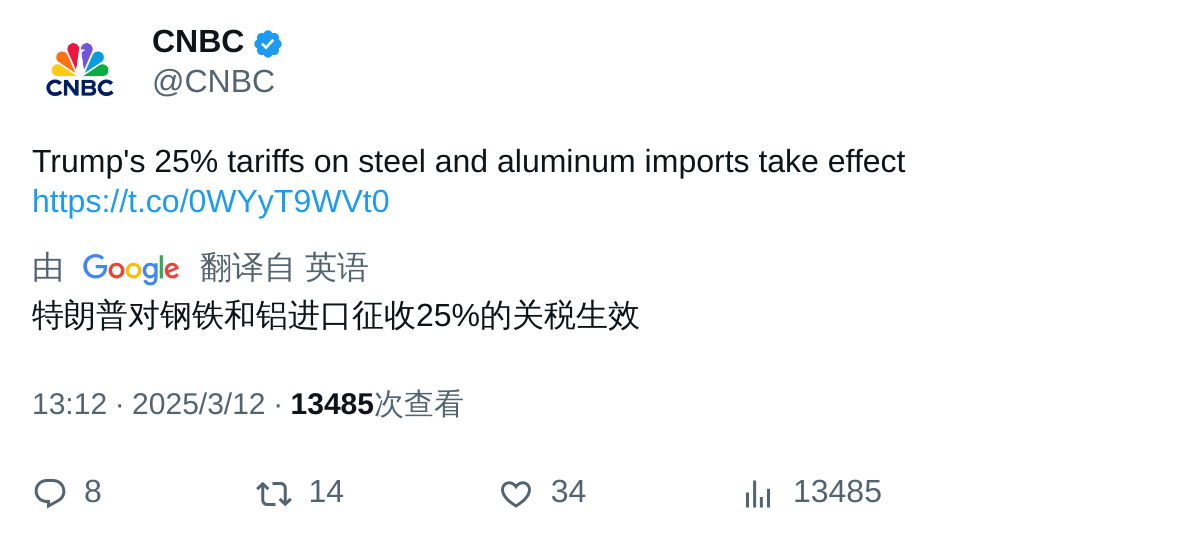 CNBC
CNBC
@CNBC
Trump's 25% tariffs on steel and aluminum imports take effect
https://t.co/0WYyT9WVt0
由 Google 翻译自 英语
特朗普对钢铁和铝进口征收25%的关税生效
13:12 · 2025/3/12 · 13485次查看
8 14 34 13485